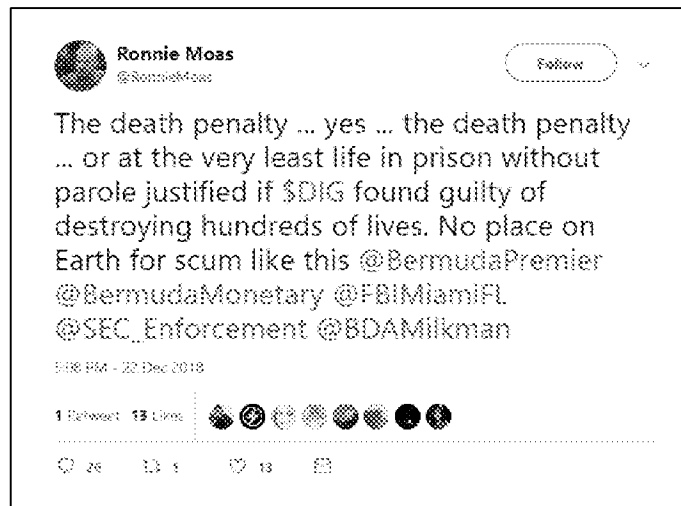 Ronnie Moas
@RonnieMoas
Follow
The death penalty ... yes ... the death penalty
... or at the very least life in prison without
parole justified if $DIG found guilty of
destroying hundreds of lives. No place on
Earth for scum like this @BermudaPremier
@BermudaMonetary @FBIMiamiFL
@SEC_Enforcement @BDAMilkman
5:08 PM - 22 Dec 2018
1 Retweet 13 Likes
26 1 13